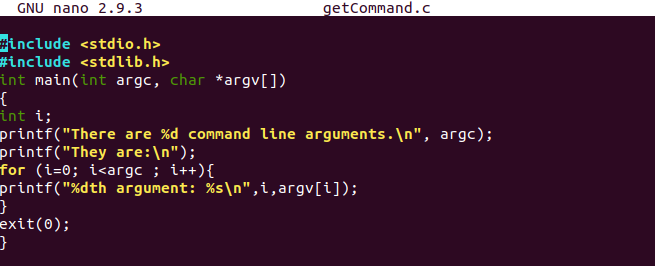 GNU nano 2.9.3 getCommand.c
#include <stdio.h>
#include <stdlib.h>
int main(int argc, char *argv[])
{
int i;
printf("There are %d command line arguments.\n", argc);
printf("They are:\n");
for (i=0; i<argc ; i++){
printf("%dth argument: %s\n",i,argv[i]);
}
exit(0);
}